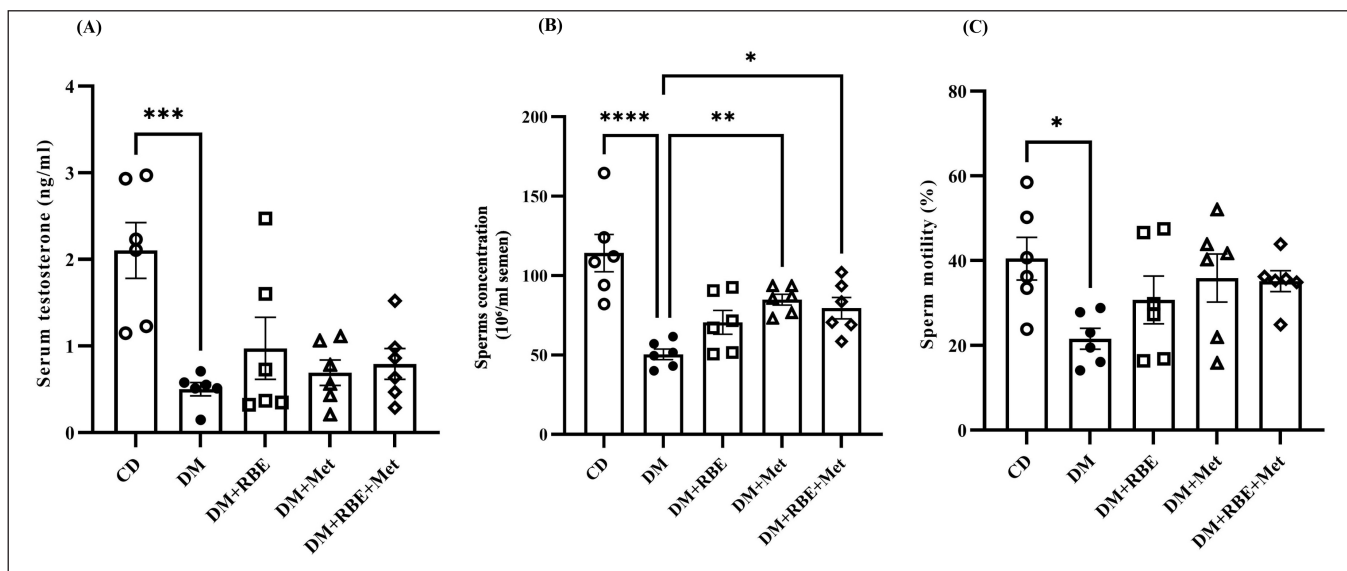 (A)
***
Serum testosterone (ng/ml)
4
3
2
1
0
CD
DM
DM+RBE
DM+Met
DM+RBE+Met
(B)
*
****
**
Sperms concentration
(10⁶/ml semen)
200
150
100
50
0
CD
DM
DM+RBE
DM+Met
DM+RBE+Met
(C)
*
Sperm motility (%)
80
60
40
20
0
CD
DM
DM+RBE
DM+Met
DM+RBE+Met